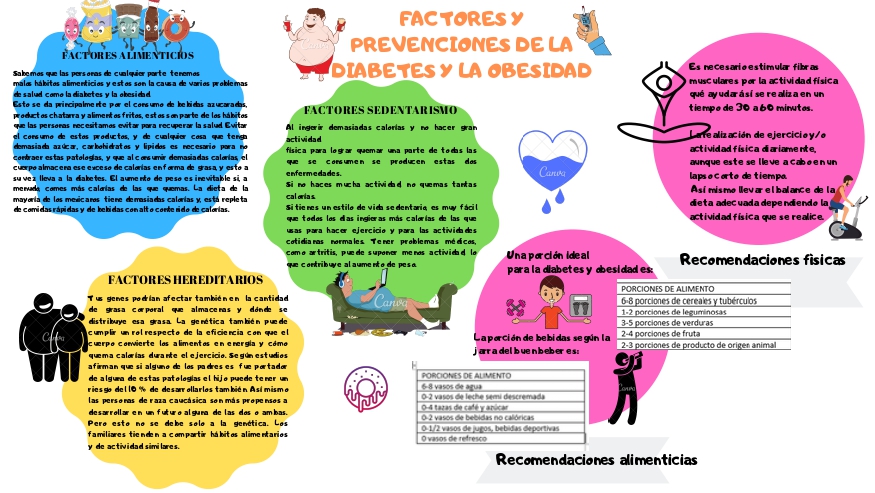 FACTORES Y
PREVENCIONES DE LA
DIABETES Y LA OBESIDAD
FACTORES ALIMENTICIOS
Sabemos que las personas de cualquier parte tenemos
malos hábitos alimenticios y estos son la causa de varios problemas
de salud como la diabetes y la obesidad.
Esto se da principalmente por el consumo de bebidas azucaradas,
productos chatarra y alimentos fritos, estos son parte de los hábitos
que las personas necesitamos evitar para recuperar la salud. Evitar
el consumo de estos productos, y de cualquier cosa que tenga
demasiada azúcar, carbohidratos y lípidos es necesario para no
contraer estas patologías, y que al consumir demasiadas calorías, el
cuerpo almacena ese exceso de calorías en forma de grasa, y esto a
su vez lleva a la diabetes. El aumento de peso es inevitable si, a
menudo, comes más calorías de las que quemas. La dieta de la
mayoría de los mexicanos tiene demasiadas calorías y, está repleta
de comidas rápidas y de bebidas con alto contenido de calorías.
FACTORES SEDENTARISMO
Al ingerir demasiadas calorías y no hacer gran
actividad
física para lograr quemar una parte de todas las
que se consumen se producen estas dos
enfermedades.
Si no haces mucha actividad, no quemas tantas
calorías.
Si tienes un estilo de vida sedentaria, es muy fácil
que todos los días ingieras más calorías de las que
usas para hacer ejercicio y para las actividades
cotidianas normales. Tener problemas médicos,
como artritis, puede suponer menos actividad, lo
que contribuye al aumento de peso.
Canva
Canva
Es necesario estimular fibras
musculares por la actividad física
qué ayudará si se realiza en un
tiempo de 30 a 60 minutos.
La realización de ejercicio y/o
actividad física diariamente,
aunque este se lleve a cabo en un
lapso corto de tiempo.
Así mismo llevar el balance de la
dieta adecuada dependiendo la
actividad física que se realice.
Recomendaciones fisicas
FACTORES HEREDITARIOS
Tus genes podrían afectar también en la cantidad
de grasa corporal que almacenas y dónde se
distribuye esa grasa. La genética también puede
cumplir un rol respecto de la eficiencia con que el
cuerpo convierte los alimentos en energía y cómo
quema calorías durante el ejercicio. Según estudios
afirman que si alguno de los padres es fue portador
de alguna de estas patologías el hijo puede tener un
riesgo del 10 % de desarrollarlos también. Así mismo
las personas de raza caucásica son más propensos a
desarrollar en un futuro alguna de las dos o ambas.
Pero esto no se debe solo a la genética. Los
familiares tienden a compartir hábitos alimentarios
y de actividad similares.
Canva
Una porción ideal
para la diabetes y obesidad es:
PORCIONES DE ALIMENTO
6-8 porciones de cereales y tubérculos
1-2 porciones de leguminosas
3-5 porciones de verduras
2-4 porciones de fruta
2-3 porciones de producto de origen animal
La porción de bebidas según la
jarra del buen beber es:
PORCIONES DE ALIMENTO
6-8 vasos de agua
0-2 vasos de leche semi descremada
0-4 tazas de café y azúcar
0-2 vasos de bebidas no calóricas
0-1/2 vasos de jugos, bebidas deportivas
0 vasos de refresco
Canva
Recomendaciones alimenticias